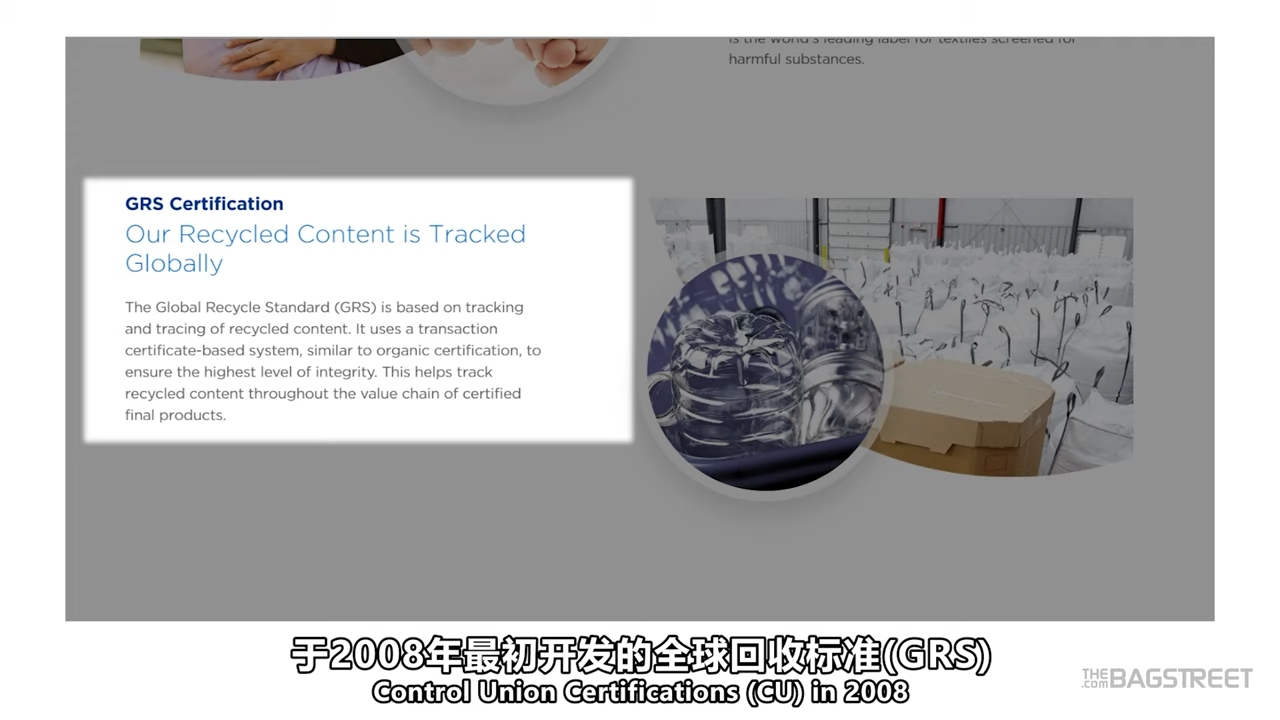 is the world's leading label for textiles screened for
harmful substances.
GRS Certification
Our Recycled Content is Tracked
Globally
The Global Recycle Standard (GRS) is based on tracking
and tracing of recycled content. It uses a transaction
certificate-based system, similar to organic certification, to
ensure the highest level of integrity. This helps track
recycled content throughout the value chain of certified
final products.
于2008年最初开发的全球回收标准(GRS)
Control Union Certifications (CU) in 2008
THE BAGSTREET
.COM